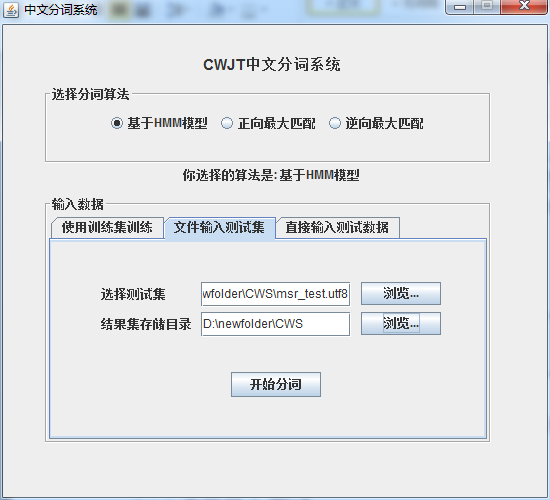 中文分词系统
CWJT中文分词系统
选择分词算法
基于HMM模型 正向最大匹配 逆向最大匹配
你选择的算法是:基于HMM模型
输入数据
使用训练集训练 文件输入测试集 直接输入测试数据
选择测试集 wfolder\CWS\msr_test.utf8 浏览...
结果集存储目录 D:\newfolder\CWS 浏览...
开始分词